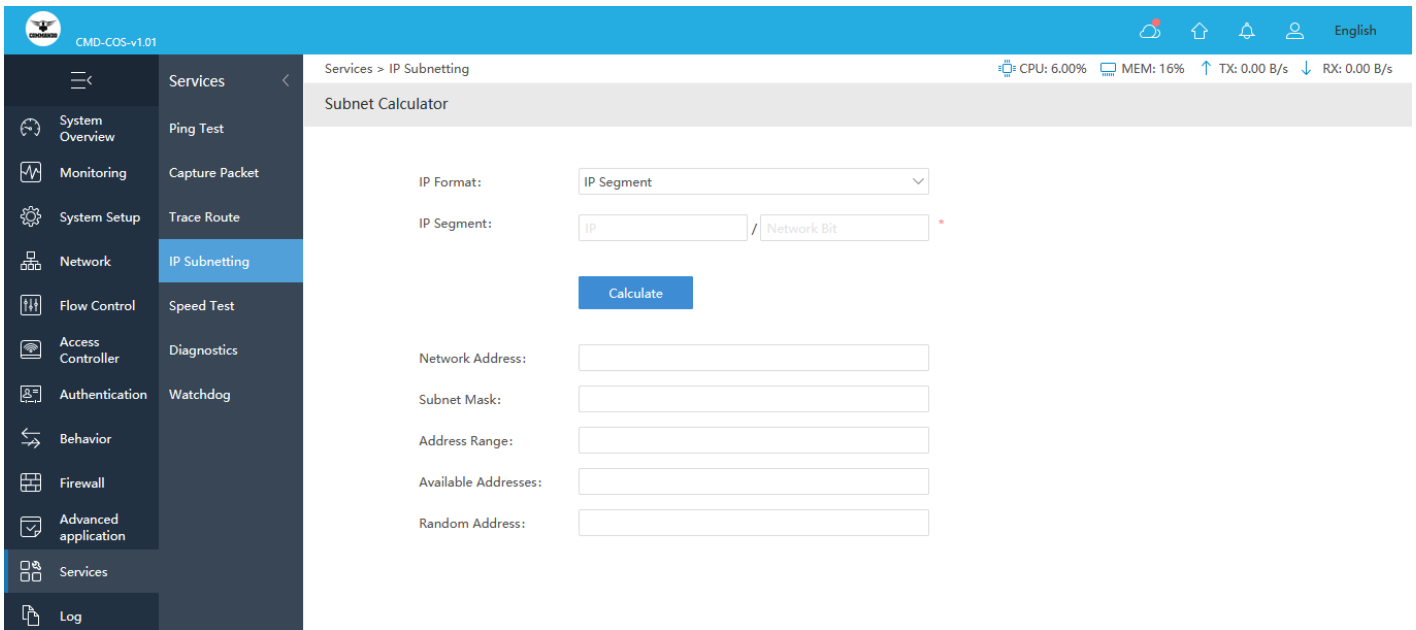 COMMANDO
CMD-COS-v1.01
English
Services
Services > IP Subnetting
CPU: 6.00%
MEM: 16%
TX: 0.00 B/s
RX: 0.00 B/s
Subnet Calculator
System
Overview
Monitoring
System Setup
Network
Flow Control
Access
Controller
Authentication
Behavior
Firewall
Advanced
application
Services
Log
Ping Test
Capture Packet
Trace Route
IP Subnetting
Speed Test
Diagnostics
Watchdog
IP Format:
IP Segment
IP Segment:
IP
/
Network Bit
*
Calculate
Network Address:
Subnet Mask:
Address Range:
Available Addresses:
Random Address: